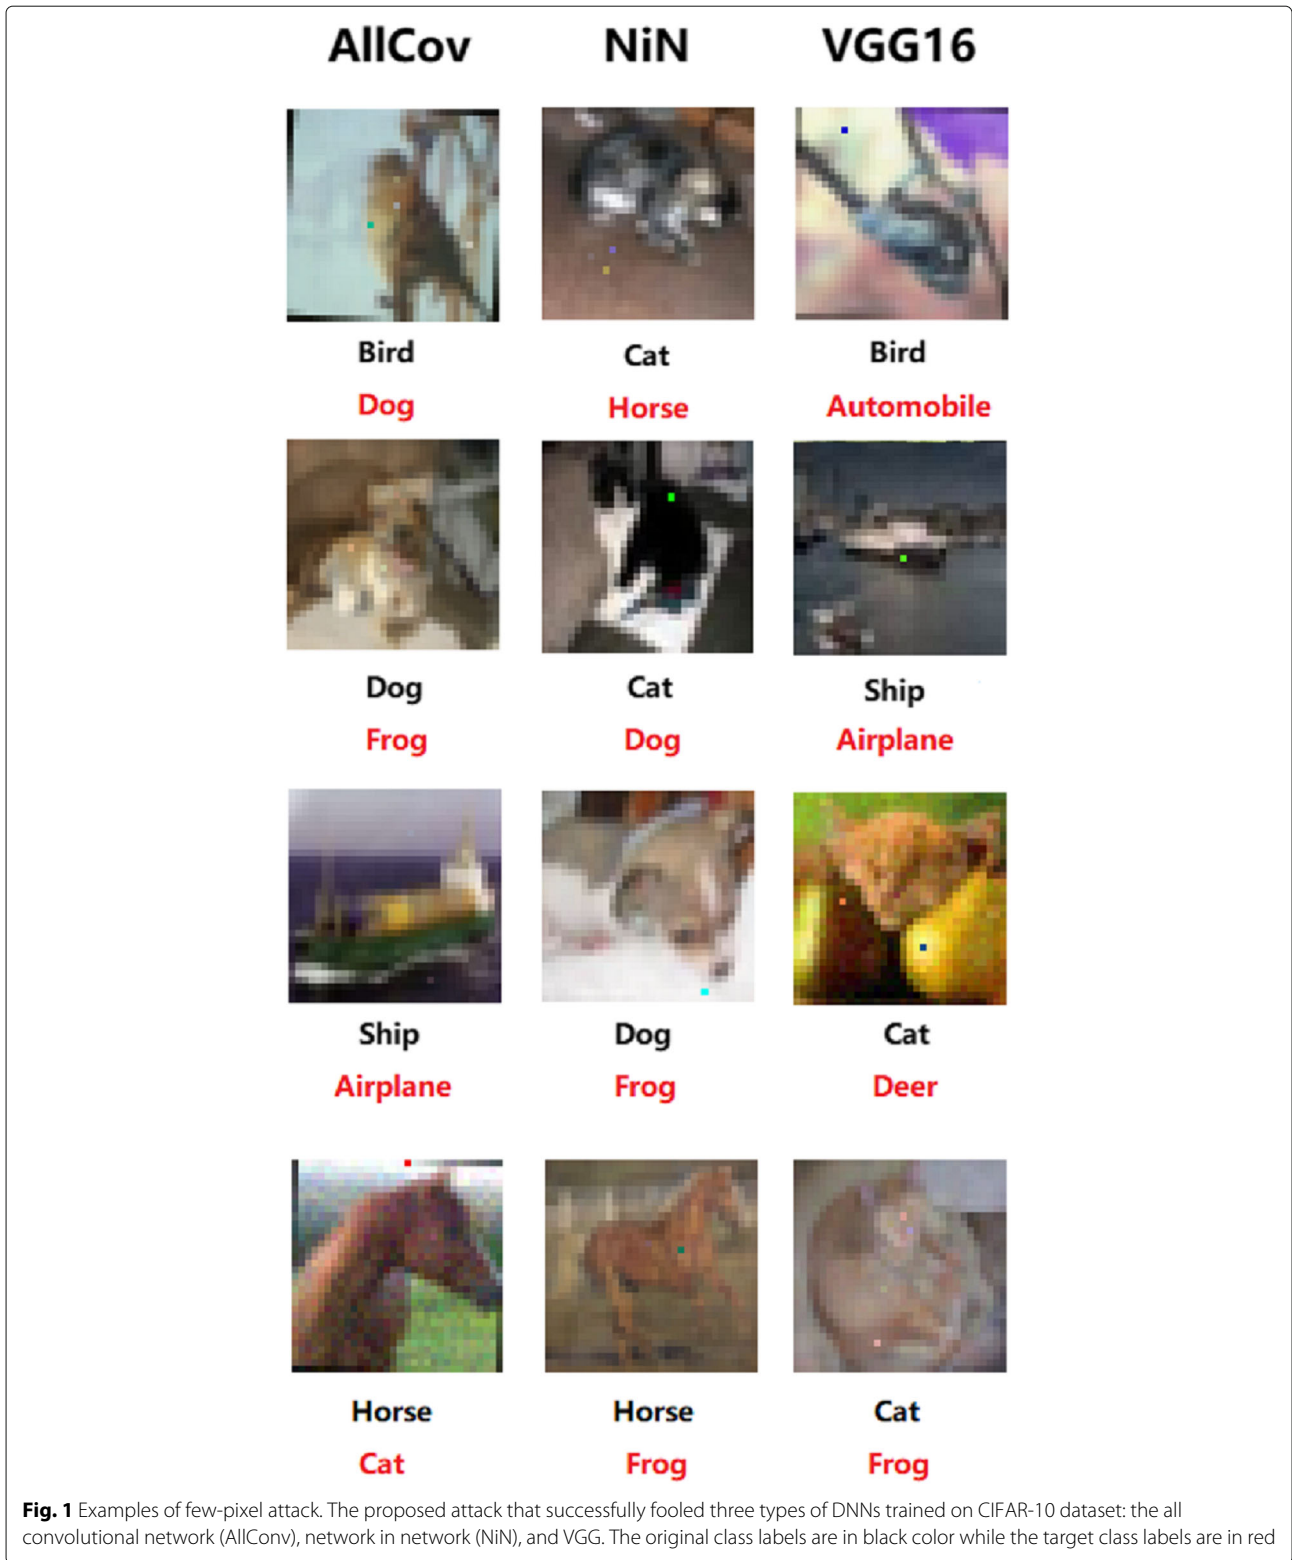 AllCov NiN VGG16
Bird Cat Bird
Dog Horse Automobile
Dog Cat Ship
Frog Dog Airplane
Ship Dog Cat
Airplane Frog Deer
Horse Horse Cat
Cat Frog Frog
Fig. 1 Examples of few-pixel attack. The proposed attack that successfully fooled three types of DNNs trained on CIFAR-10 dataset: the all
convolutional network (AllConv), network in network (NiN), and VGG. The original class labels are in black color while the target class labels are in red